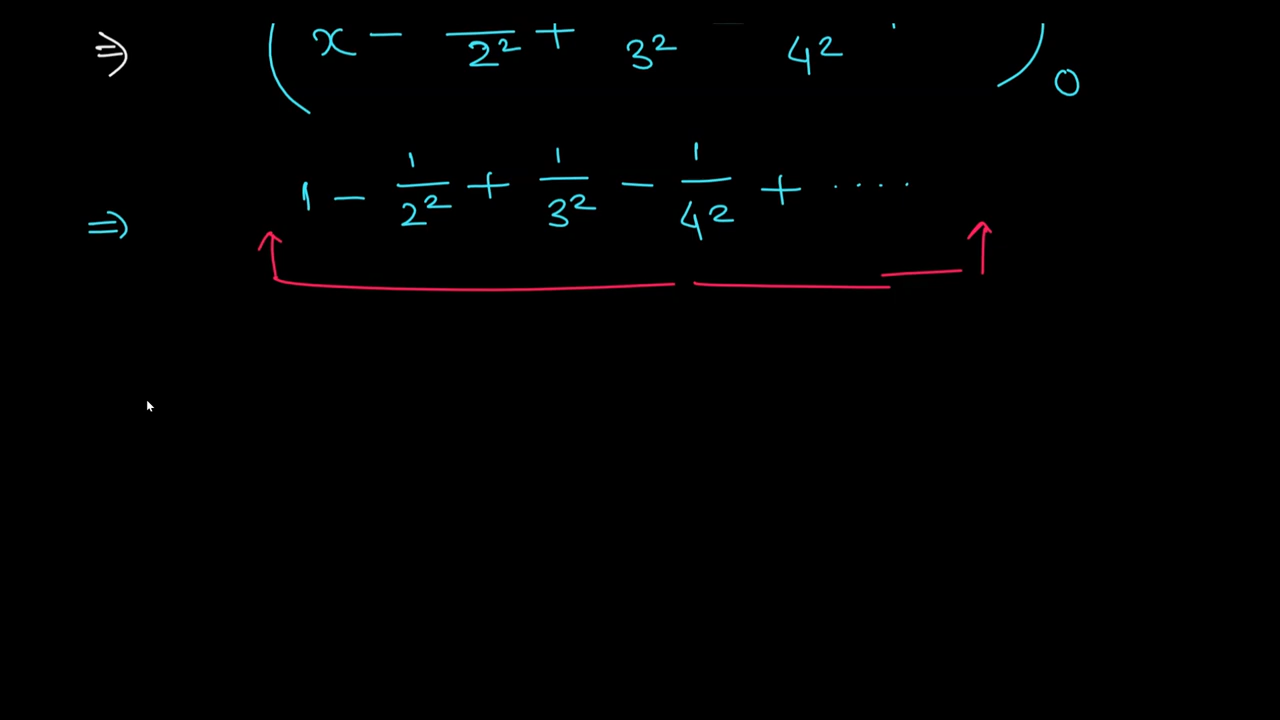 ⇒ ( x - — 2² + 3² 4² )₀
⇒ 1 - 1/2² + 1/3² - 1/4² + ....